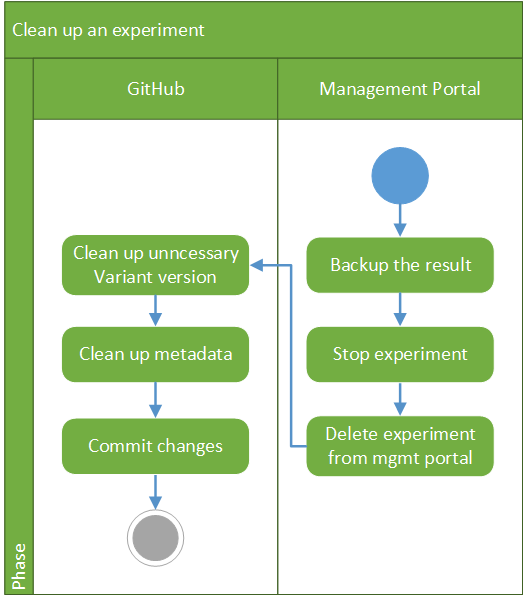 Clean up an experiment
GitHub
Management Portal
Backup the result
Stop experiment
Delete experiment
from mgmt portal
Clean up unncessary
Variant version
Clean up metadata
Commit changes
Phase